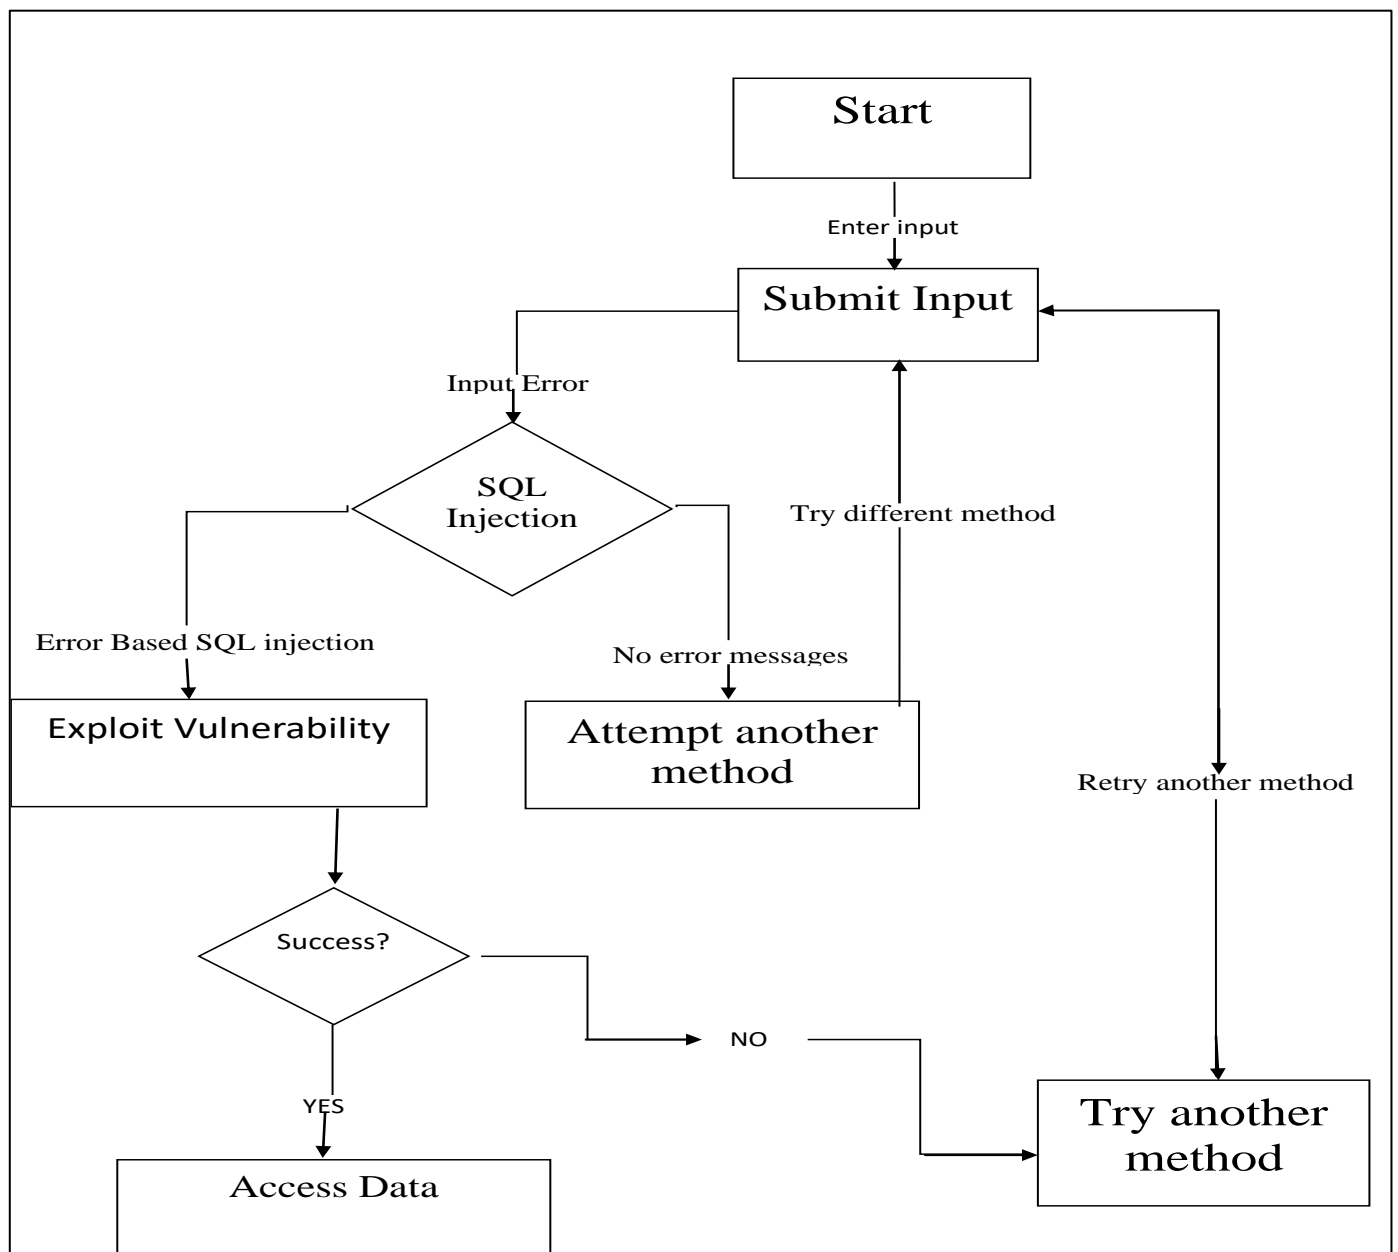 Start
Enter input
Submit Input
Input Error
SQL
Injection
Try different method
Error Based SQL injection
No error messages
Exploit Vulnerability
Attempt another
method
Retry another method
Success?
NO
YES
Try another
method
Access Data